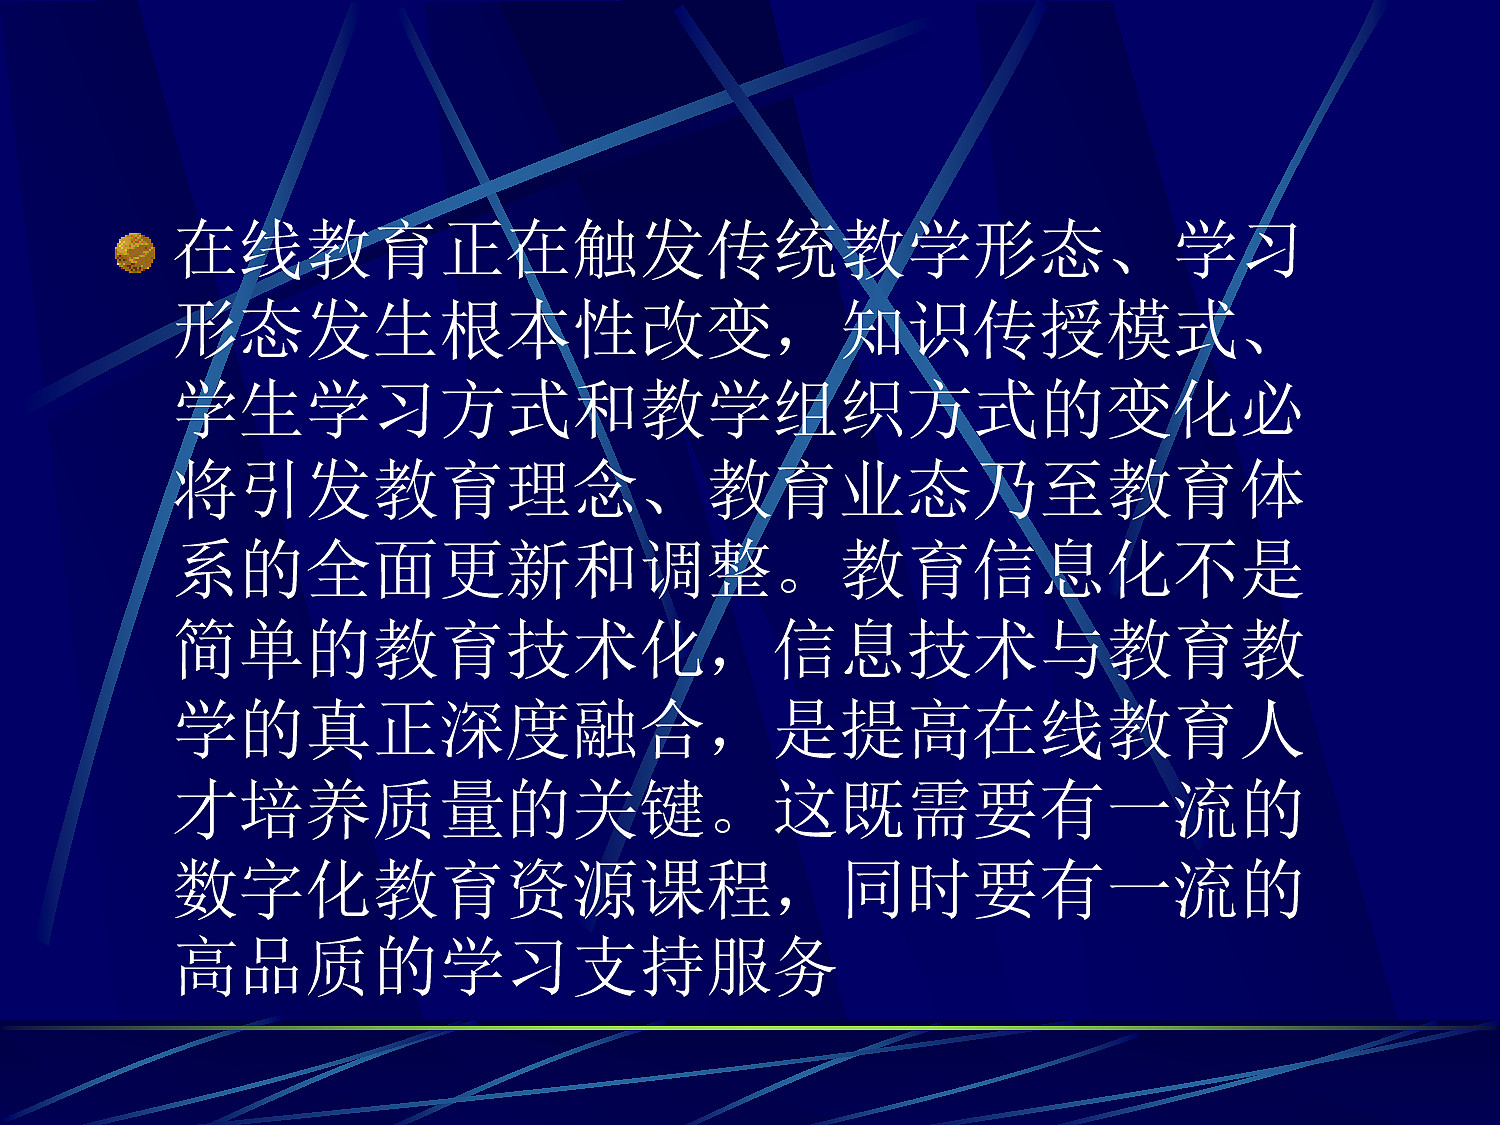 在线教育正在触发传统教学形态、学习
形态发生根本性改变，知识传授模式、
学生学习方式和教学组织方式的变化必
将引发教育理念、教育业态乃至教育体
系的全面更新和调整。教育信息化不是
简单的教育技术化，信息技术与教育教
学的真正深度融合，是提高在线教育人
才培养质量的关键。这既需要有一流的
数字化教育资源课程，同时要有一流的
高品质的学习支持服务